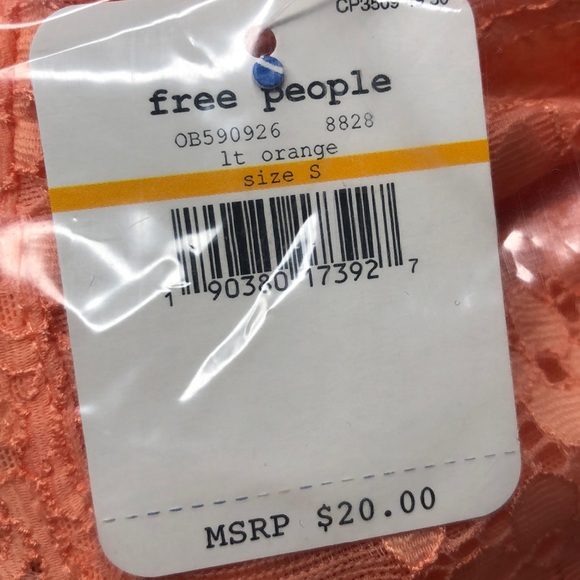 free people
OB590926 8828
lt orange
size S
1 90380 17392 7
MSRP $20.00